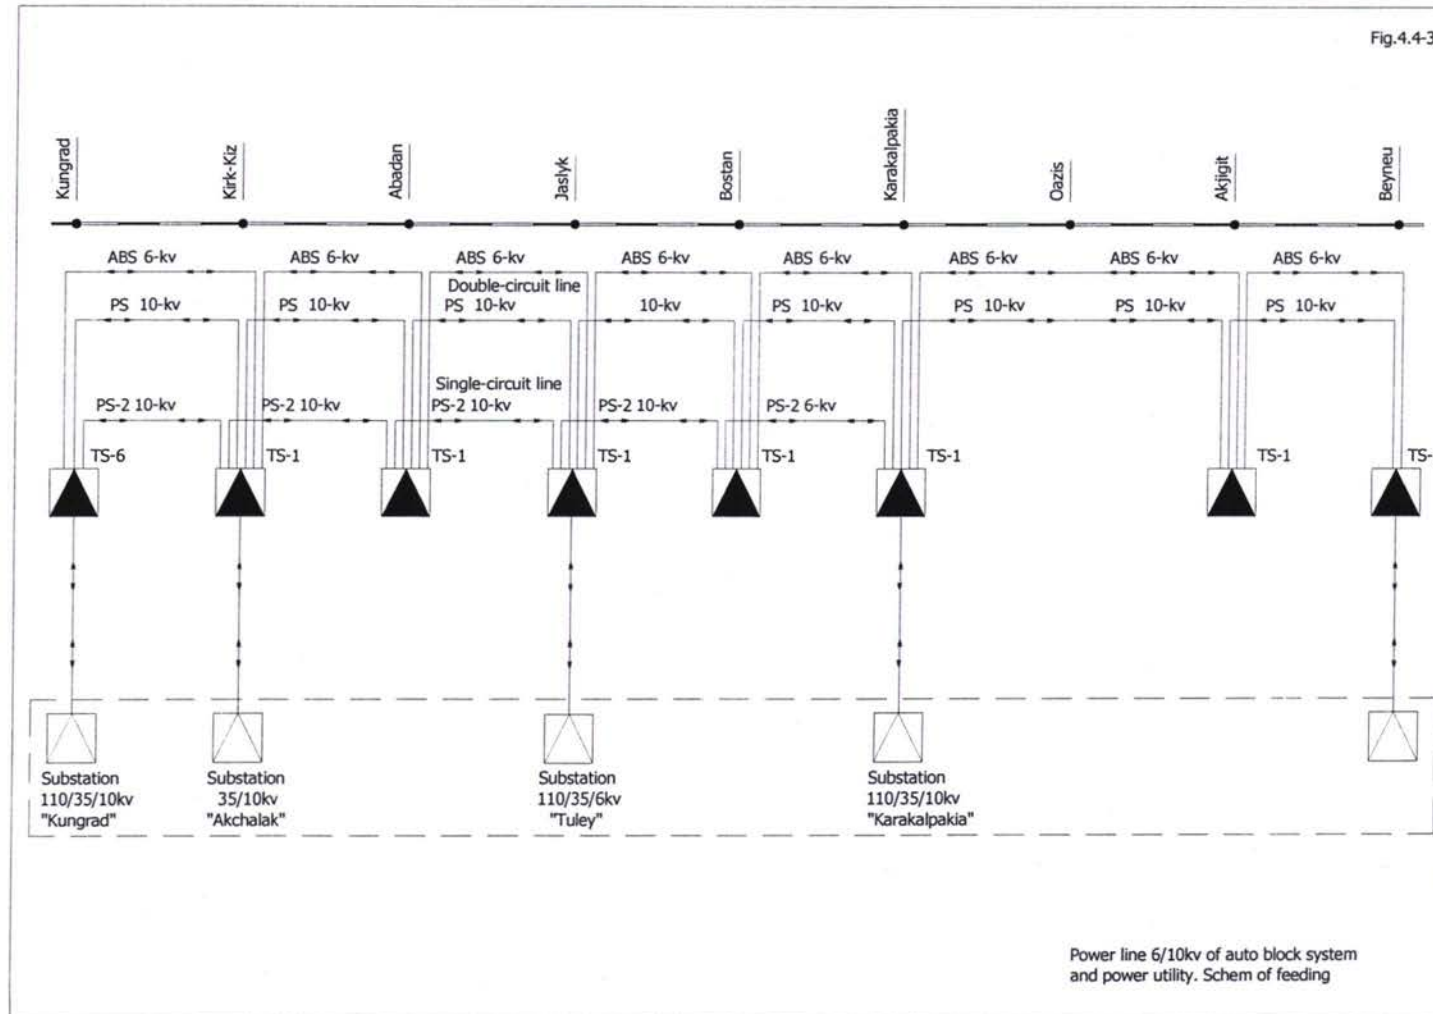 Fig.4.4-3
Kungrad
Kirk-Kiz
Abadan
Jaslyk
Bostan
Karakalpakia
Oazis
Akjigit
Beyneu
ABS 6-kv
ABS 6-kv
ABS 6-kv
ABS 6-kv
ABS 6-kv
ABS 6-kv
ABS 6-kv
ABS 6-kv
Double-circuit line
PS 10-kv
PS 10-kv
PS 10-kv
10-kv
PS 10-kv
PS 10-kv
PS 10-kv
PS 10-kv
Single-circuit line
PS-2 10-kv
PS-2 10-kv
PS-2 10-kv
PS-2 10-kv
PS-2 6-kv
TS-6
TS-1
TS-1
TS-1
TS-1
TS-1
TS-1
TS-
Substation
110/35/10kv
"Kungrad"
Substation
35/10kv
"Akchalak"
Substation
110/35/6kv
"Tuley"
Substation
110/35/10kv
"Karakalpakia"
Power line 6/10kv of auto block system
and power utility. Schem of feeding